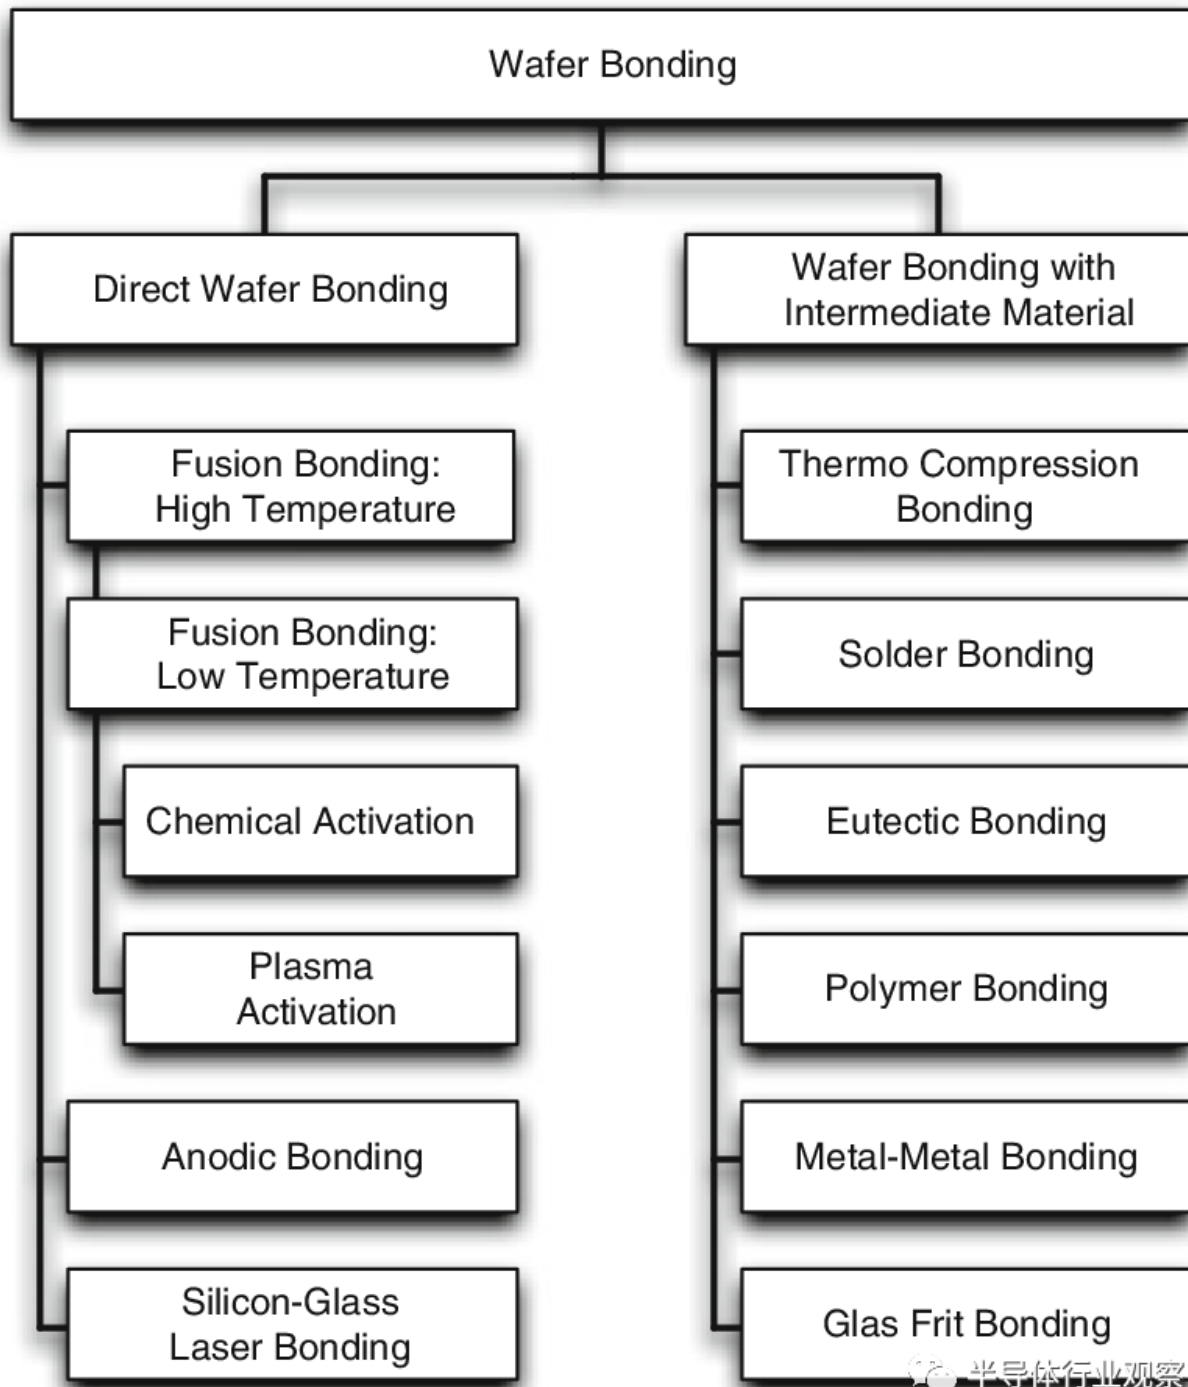 Wafer Bonding
Direct Wafer Bonding
Fusion Bonding:
High Temperature
Fusion Bonding:
Low Temperature
Chemical Activation
Plasma
Activation
Anodic Bonding
Silicon-Glass
Laser Bonding
Wafer Bonding with
Intermediate Material
Thermo Compression
Bonding
Solder Bonding
Eutectic Bonding
Polymer Bonding
Metal-Metal Bonding
Glas Frit Bonding
半导体行业观察